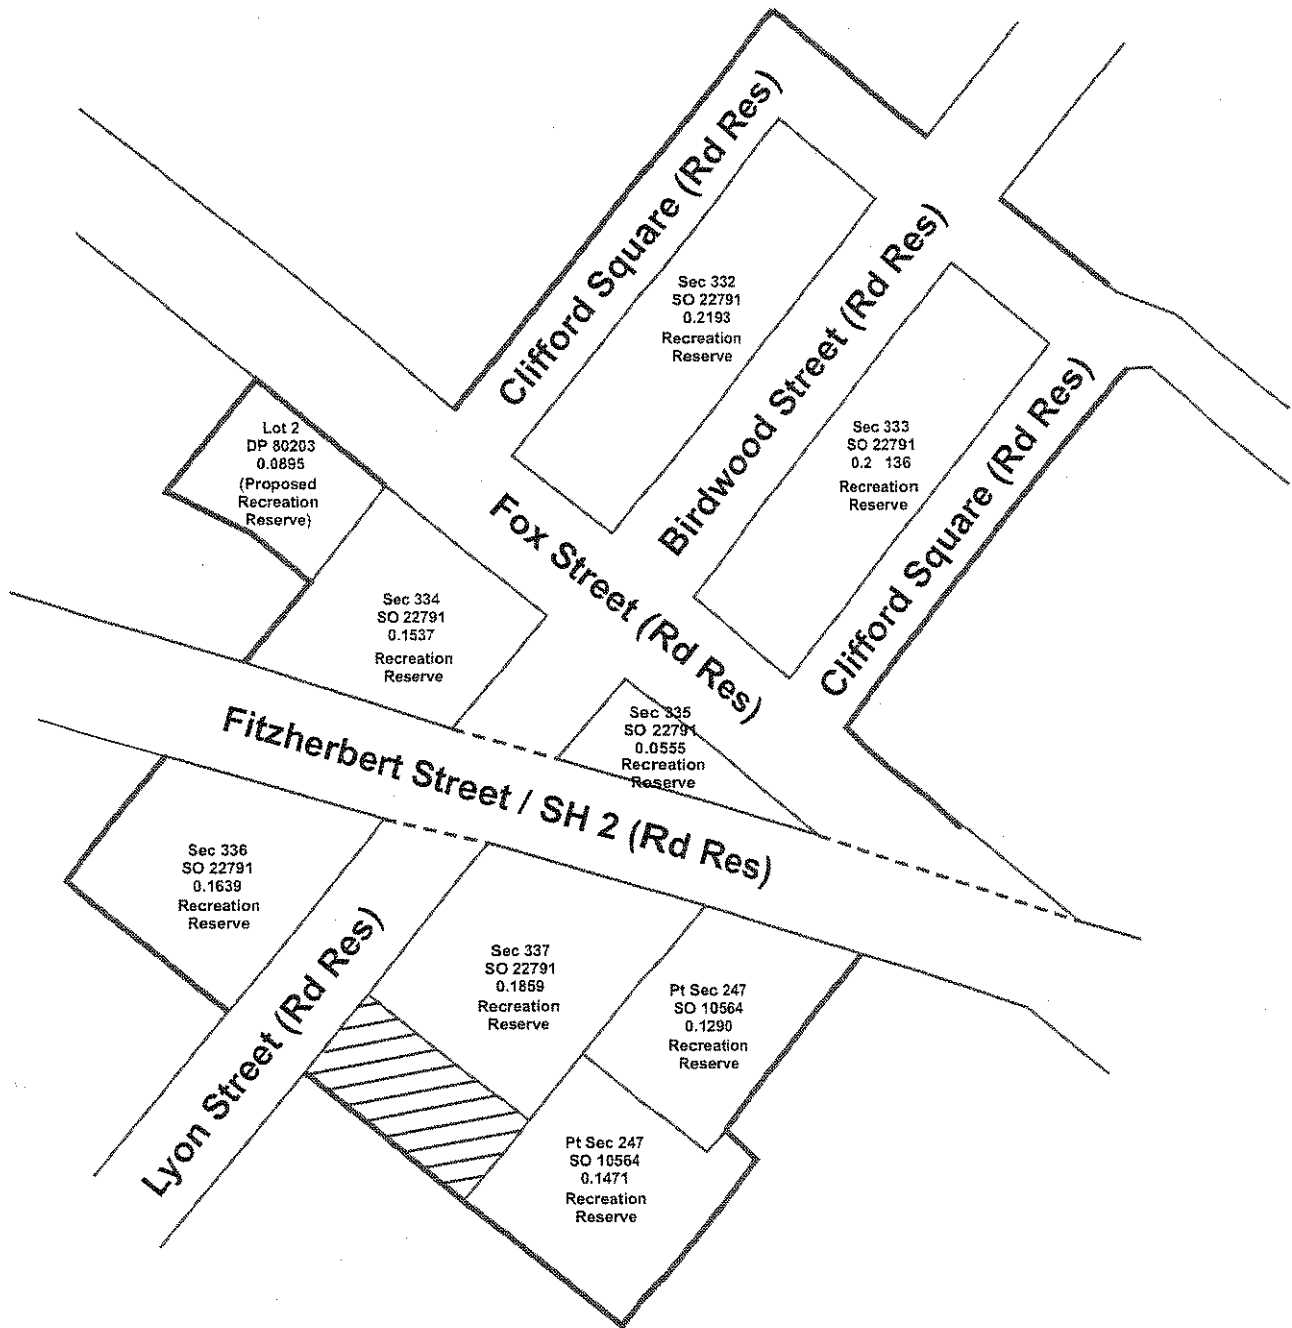 Clifford Square (Rd Res)
Sec 332
SO 22791
0.2193
Recreation
Reserve
Birdwood Street (Rd Res)
Sec 333
SO 22791
0.2 136
Recreation
Reserve
Clifford Square (Rd Res)
Lot 2
DP 80203
0.0895
(Proposed
Recreation
Reserve)
Fox Street (Rd Res)
Sec 334
SO 22791
0.1537
Recreation
Reserve
Sec 335
SO 22791
0.0555
Recreation
Reserve
Fitzherbert Street / SH 2 (Rd Res)
Sec 336
SO 22791
0.1639
Recreation
Reserve
Lyon Street (Rd Res)
Sec 337
SO 22791
0.1859
Recreation
Reserve
Pt Sec 247
SO 10564
0.1290
Recreation
Reserve
Pt Sec 247
SO 10564
0.1471
Recreation
Reserve